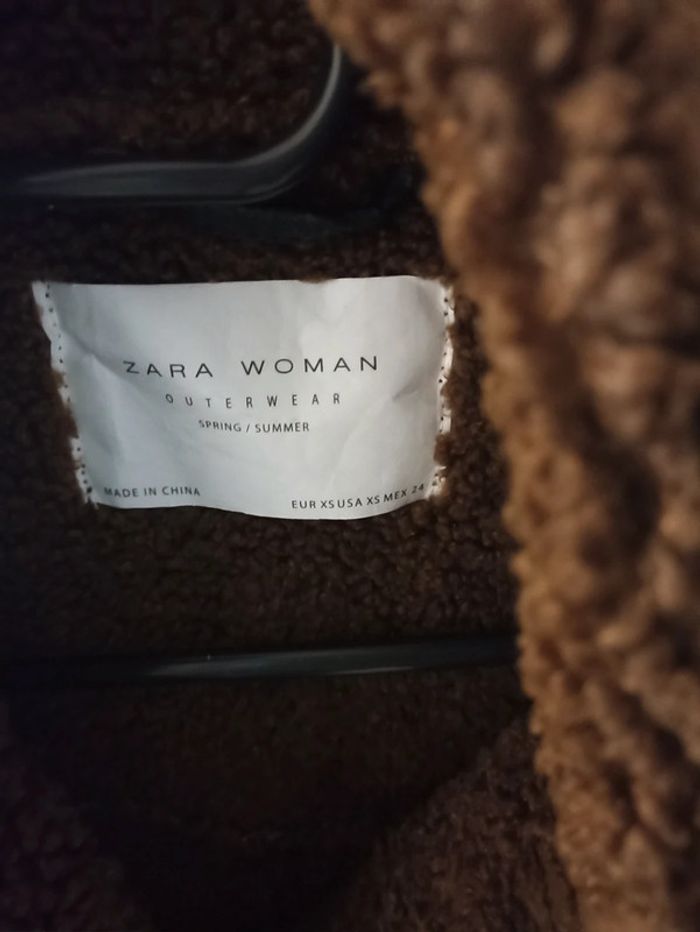 ZARA WOMAN
OUTERWEAR
SPRING / SUMMER
MADE IN CHINA
EUR XS USA XS MEX 24